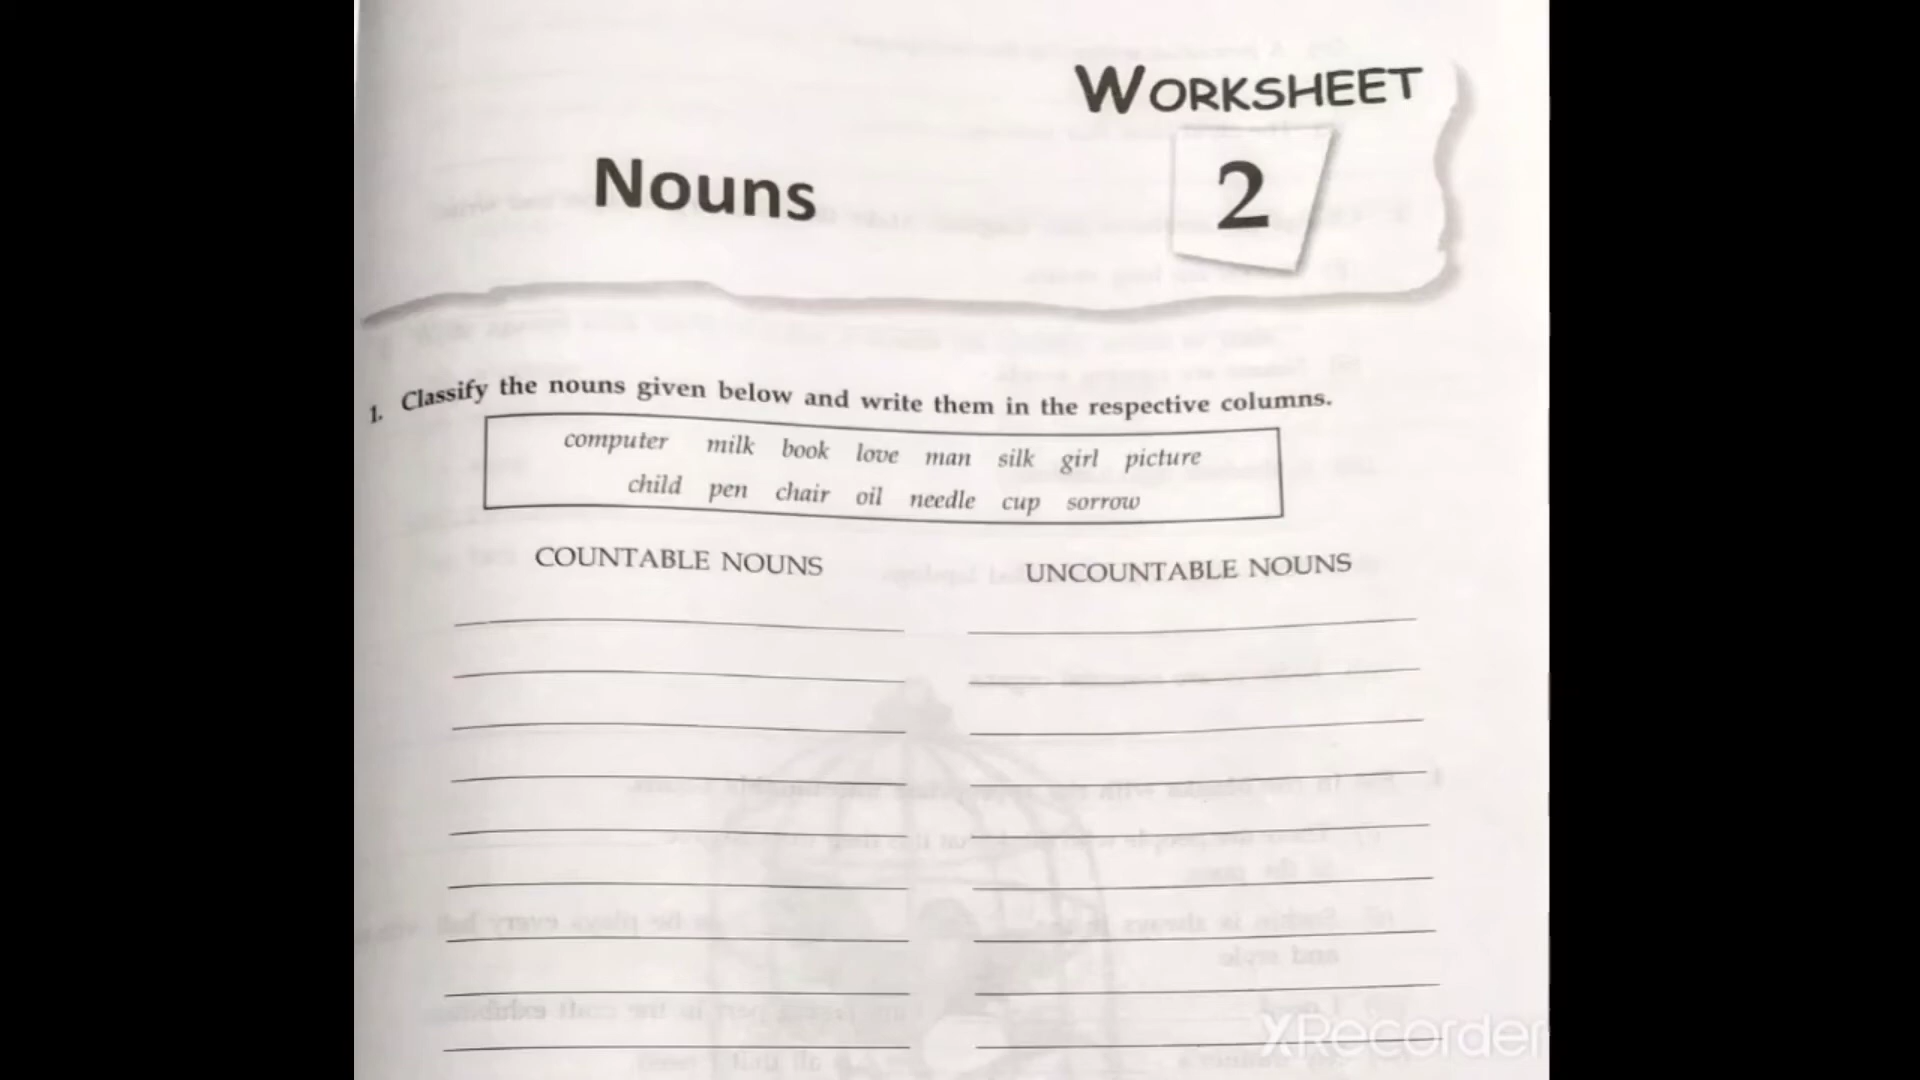 WORKSHEET
Nouns
2
1. Classify the nouns given below and write them in the respective columns.
computer milk book love man silk girl picture
child pen chair oil needle cup sorrow
COUNTABLE NOUNS UNCOUNTABLE NOUNS
XRecorder